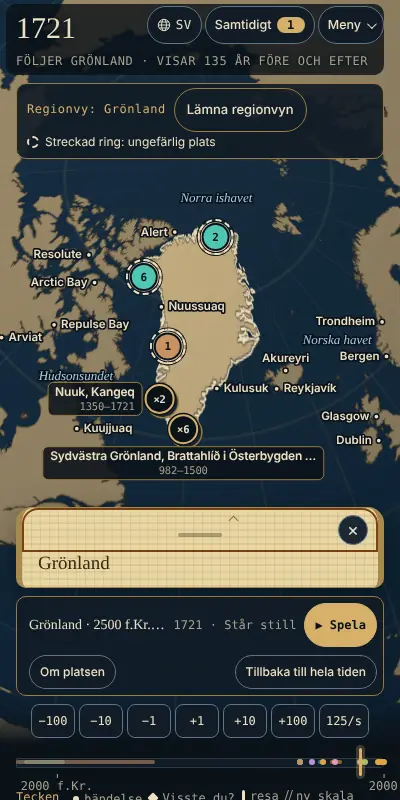 1721
SV
Samtidigt 1
Meny
FÖLJER GRÖNLAND · VISAR 135 ÅR FÖRE OCH EFTER
Regionvy: Grönland
Lämna regionvyn
Streckad ring: ungefärlig plats
Norra ishavet
Alert
2
Resolute
6
Arctic Bay
Nuussuaq
Repulse Bay
Trondheim
Arviat
1
Norska havet
Akureyri
Bergen
Hudsonsundet
Nuuk, Kangeq
1350–1721
×2
Kulusuk
Reykjavík
Kuujjuaq
×6
Glasgow
Dublin
Sydvästra Grönland, Brattahlíð i Österbygden ...
982–1500
×
Grönland
Grönland · 2500 f.Kr.…
1721 · Står still
▶ Spela
Om platsen
Tillbaka till hela tiden
−100
−10
−1
+1
+10
+100
125/s
2000 f.Kr.
2000
Tecken
händelse
Visste du?
resa
ny skala